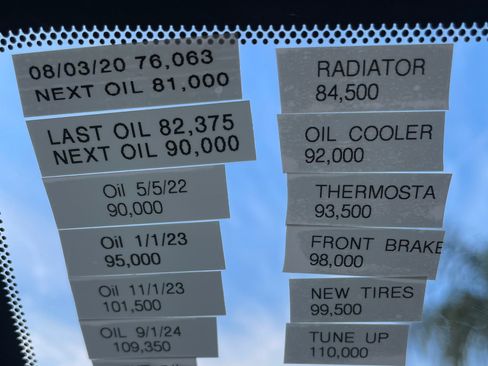 08/03/20 76,063
NEXT OIL 81,000
LAST OIL 82,375
NEXT OIL 90,000
Oil 5/5/22
90,000
Oil 1/1/23
95,000
Oil 11/1/23
101,500
OIL 9/1/24
109,350
RADIATOR
84,500
OIL COOLER
92,000
THERMOSTA
93,500
FRONT BRAKE
98,000
NEW TIRES
99,500
TUNE UP
110,000